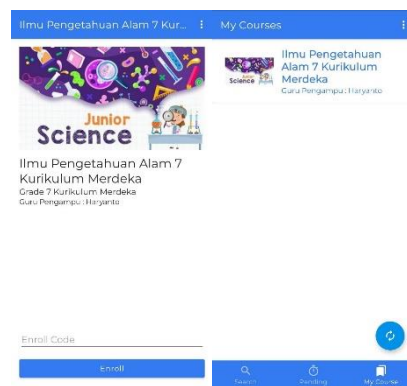 Ilmu Pengetahuan Alam 7 Kur...
Junior
Science
Ilmu Pengetahuan Alam 7
Kurikulum Merdeka
Grade 7 Kurikulum Merdeka
Guru Pengampu : Haryanto
Enroll Code
Enroll
My Courses
Junior
Science
Ilmu Pengetahuan
Alam 7 Kurikulum
Merdeka
Guru Pengampu : Haryanto
Search
Pending
My Course